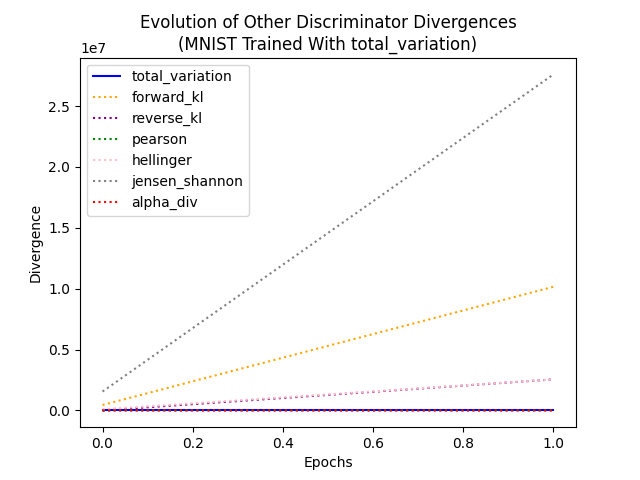 Evolution of Other Discriminator Divergences
(MNIST Trained With total_variation)
1e7
total_variation
forward_kl
reverse_kl
pearson
hellinger
jensen_shannon
alpha_div
2.5
2.0
1.5
1.0
0.5
0.0
Divergence
0.0 0.2 0.4 0.6 0.8 1.0
Epochs